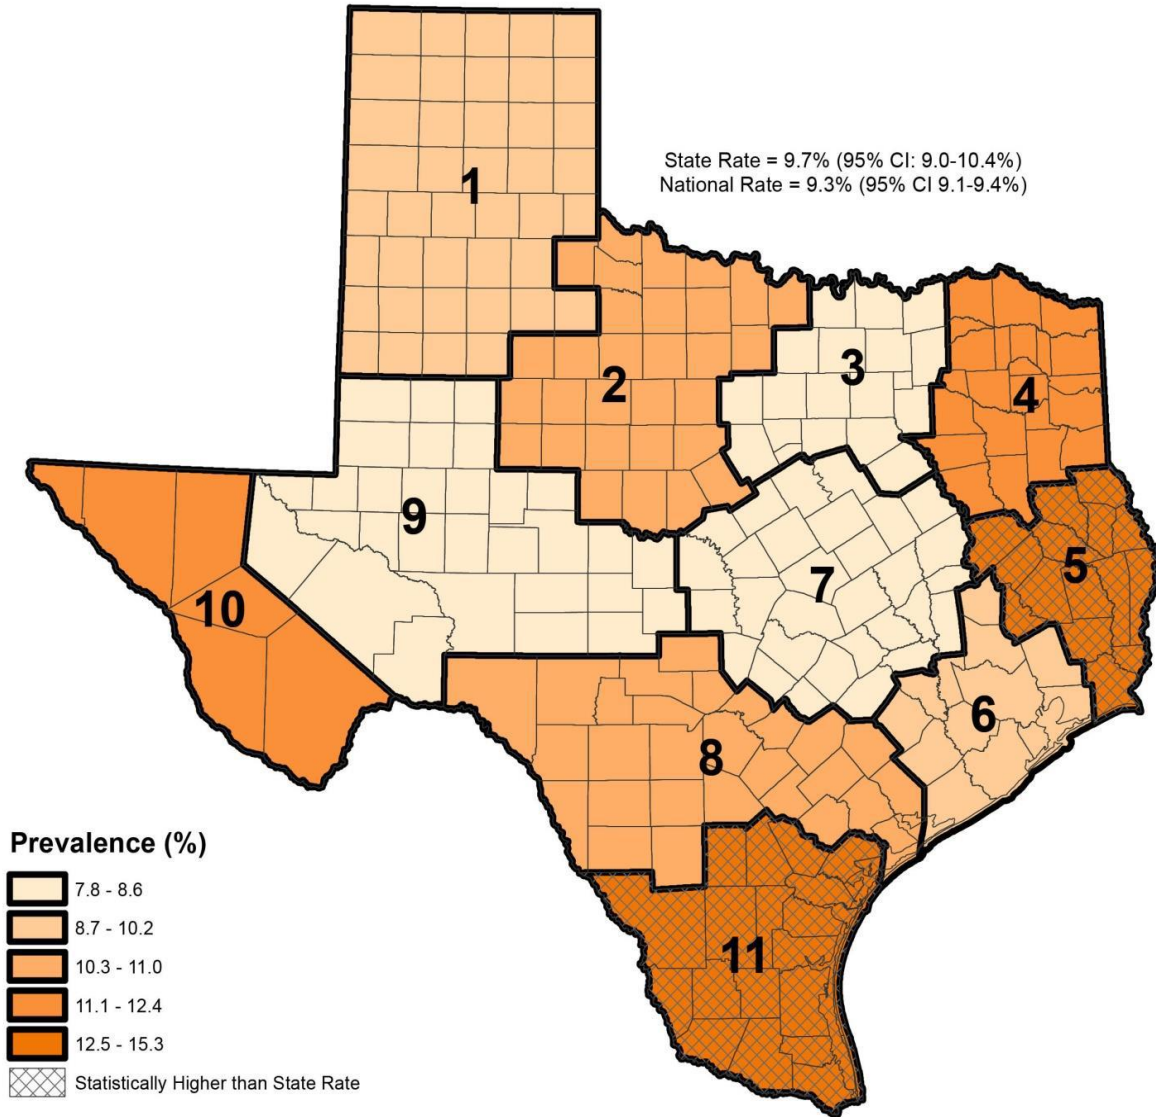 State Rate = 9.7% (95% CI: 9.0-10.4%)
National Rate = 9.3% (95% CI 9.1-9.4%)
1
2
3
4
5
6
7
8
9
10
11
Prevalence (%)
7.8 - 8.6
8.7 - 10.2
10.3 - 11.0
11.1 - 12.4
12.5 - 15.3
Statistically Higher than State Rate